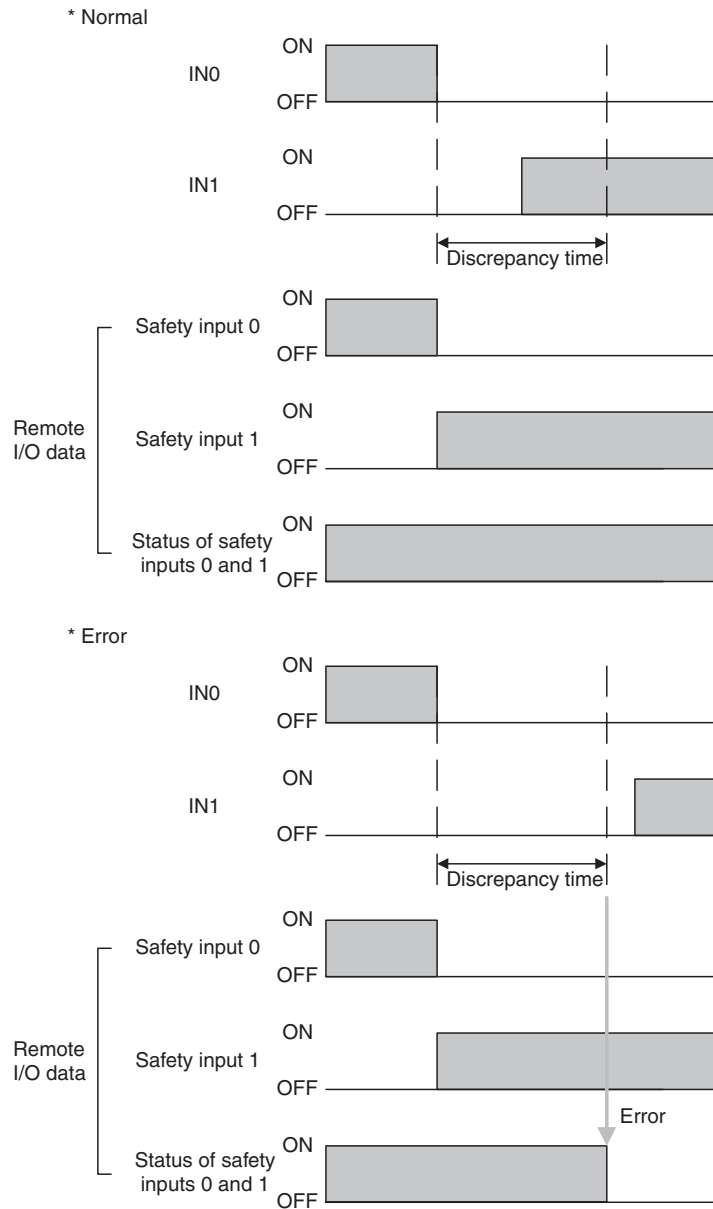 * Normal
ON
IN0
OFF
ON
IN1
OFF
Discrepancy time
ON
Safety input 0
OFF
ON
Remote
I/O data
Safety input 1
OFF
ON
Status of safety
inputs 0 and 1
OFF
* Error
ON
IN0
OFF
ON
IN1
OFF
Discrepancy time
ON
Safety input 0
OFF
ON
Remote
I/O data
Safety input 1
OFF
Error
ON
Status of safety
inputs 0 and 1
OFF